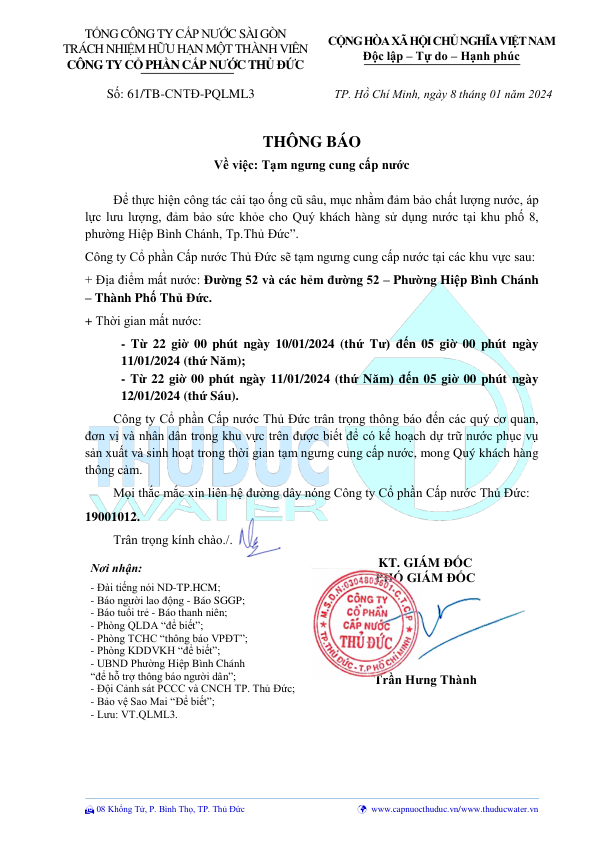 TỔNG CÔNG TY CẤP NƯỚC SÀI GÒN
TRÁCH NHIỆM HỮU HẠN MỘT THÀNH VIÊN
CÔNG TY CỔ PHẦN CẤP NƯỚC THỦ ĐỨC
CỘNG HÒA XÃ HỘI CHỦ NGHĨA VIỆT NAM
Độc lập – Tự do – Hạnh phúc
Số: 61/TB-CNTĐ-PQLML3
TP. Hồ Chí Minh, ngày 8 tháng 01 năm 2024
THÔNG BÁO
Về việc: Tạm ngưng cung cấp nước
Để thực hiện công tác cải tạo ống cũ sâu, mục nhằm đảm bảo chất lượng nước, áp
lực lưu lượng, đảm bảo sức khỏe cho Quý khách hàng sử dụng nước tại khu phố 8,
phường Hiệp Bình Chánh, Tp.Thủ Đức”.
Công ty Cổ phần Cấp nước Thủ Đức sẽ tạm ngưng cung cấp nước tại các khu vực sau:
+ Địa điểm mất nước: Đường 52 và các hẻm đường 52 – Phường Hiệp Bình Chánh
– Thành Phố Thủ Đức.
+ Thời gian mất nước:
- Từ 22 giờ 00 phút ngày 10/01/2024 (thứ Tư) đến 05 giờ 00 phút ngày
11/01/2024 (thứ Năm);
- Từ 22 giờ 00 phút ngày 11/01/2024 (thứ Năm) đến 05 giờ 00 phút ngày
12/01/2024 (thứ Sáu).
Công ty Cổ phần Cấp nước Thủ Đức trân trọng thông báo đến các quý cơ quan,
đơn vị và nhân dân trong khu vực trên được biết để có kế hoạch dự trữ nước phục vụ
sản xuất và sinh hoạt trong thời gian tạm ngưng cung cấp nước, mong Quý khách hàng
thông cảm.
THUDUC
WATER
Mọi thắc mắc xin liên hệ đường dây nóng Công ty Cổ phần Cấp nước Thủ Đức:
19001012.
Trân trọng kính chào./.
Nơi nhận:
- Đài tiếng nói ND-TP.HCM;
- Báo người lao động - Báo SGGP;
- Báo tuổi trẻ - Báo thanh niên;
- Phòng QLDA “để biết”;
- Phòng TCHC “thông báo VPĐT”;
- Phòng KDDVKH “để biết”;
- UBND Phường Hiệp Bình Chánh
“để hỗ trợ thông báo người dân”;
- Đội Cảnh sát PCCC và CNCH TP. Thủ Đức;
- Bảo vệ Sao Mai “Để biết”;
- Lưu: VT.QLML3.
KT. GIÁM ĐỐC
PHÓ GIÁM ĐỐC
M.S.D.N:0304803601-C.T.C.P
CÔNG TY
CỔ PHẦN
CẤP NƯỚC
THỦ ĐỨC
TP.THỦ ĐỨC - T.P HỒ CHÍ MINH
Trần Hưng Thành
08 Khổng Tử, P. Bình Thọ, TP. Thủ Đức
www.capnuocthuduc.vn/www.thuducwater.vn